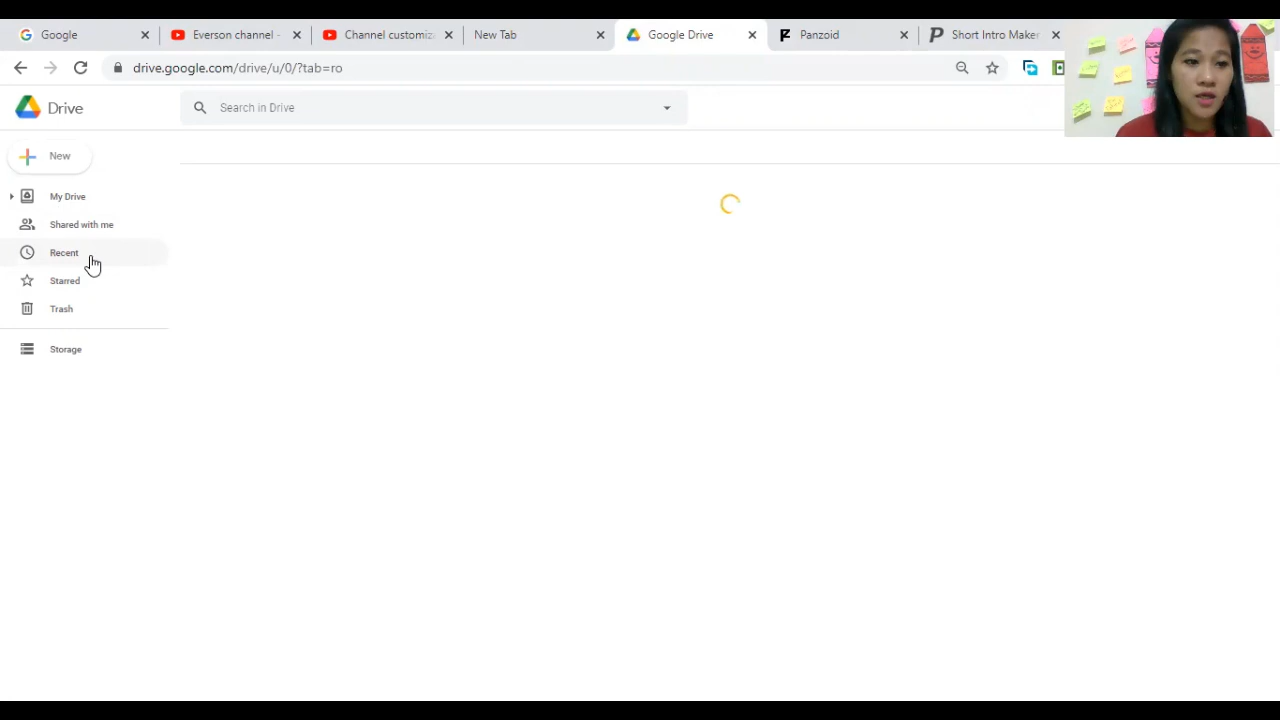 Google
Everson channel -
Channel customiz
New Tab
Google Drive
Panzoid
Short Intro Maker
drive.google.com/drive/u/0/?tab=ro
Drive
Search in Drive
New
My Drive
Shared with me
Recent
Starred
Trash
Storage